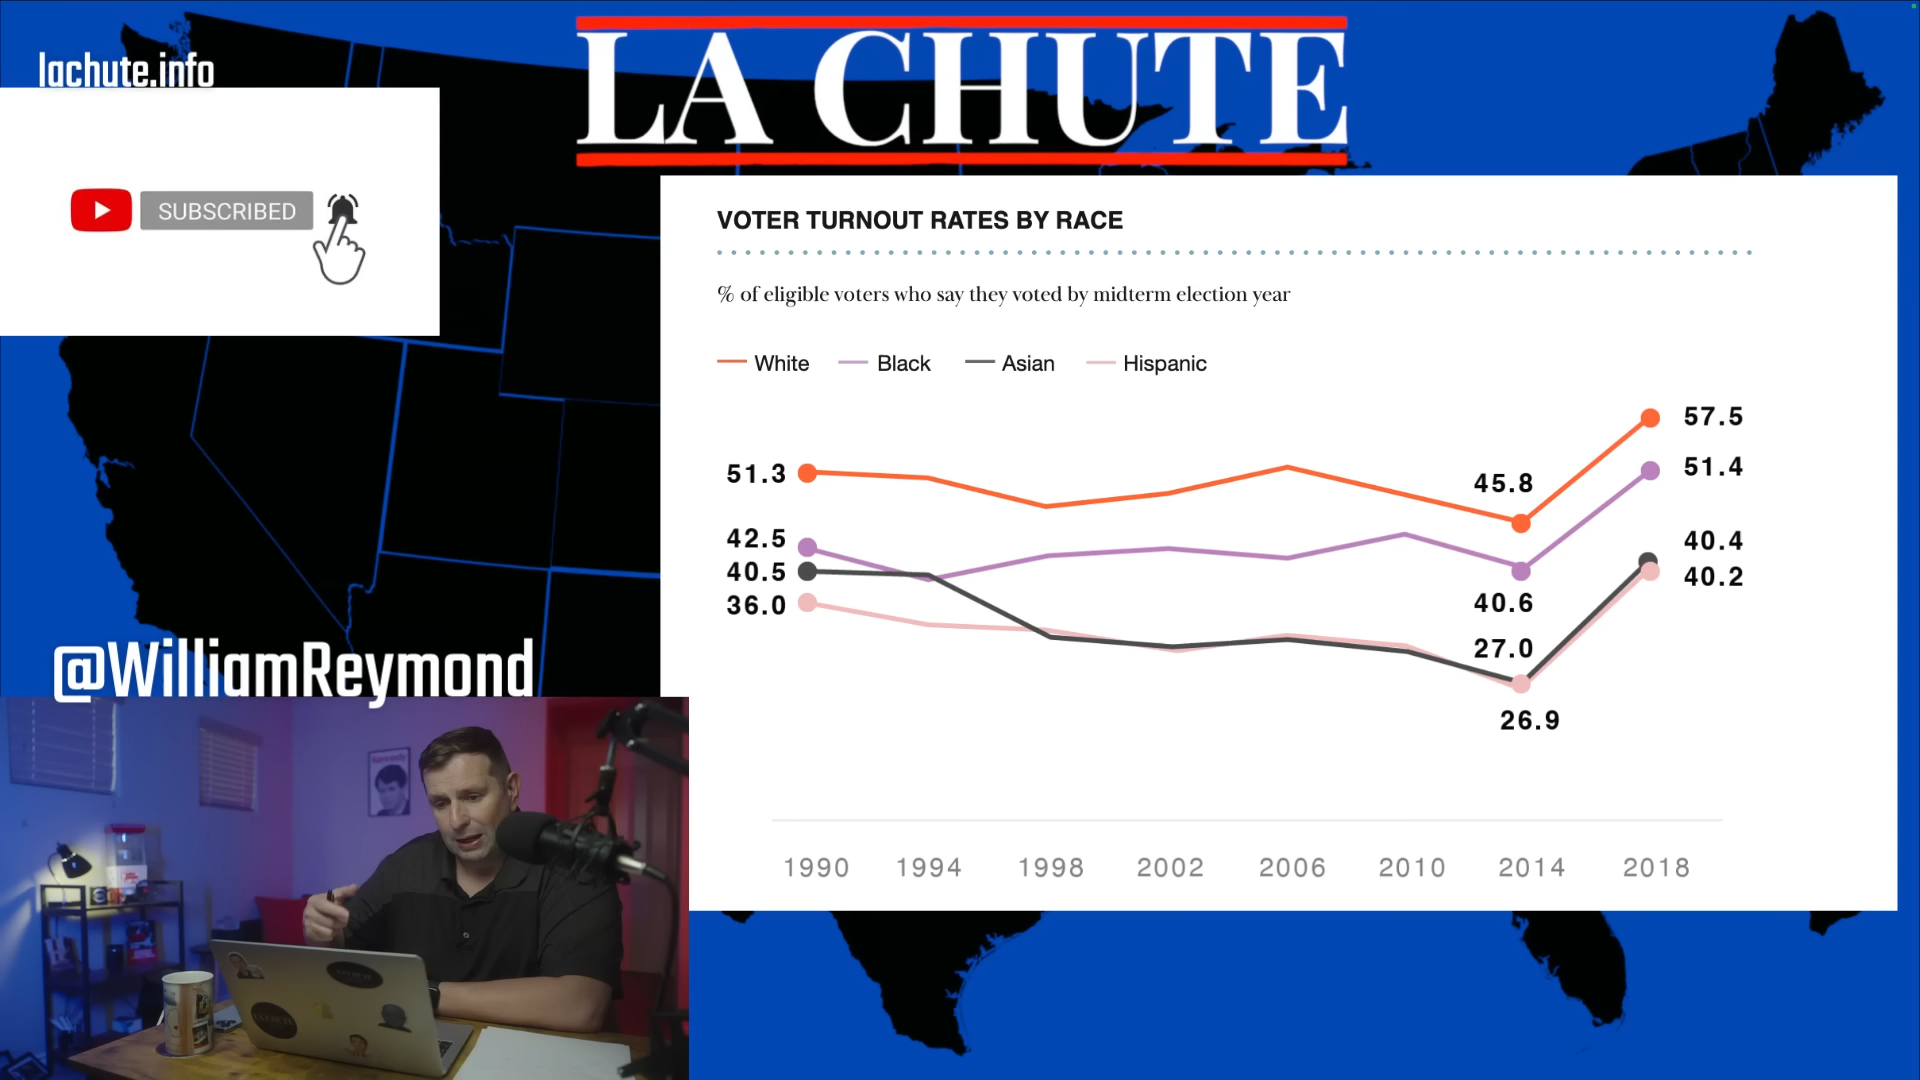 LA CHUTE
lachute.info
SUBSCRIBED
VOTER TURNOUT RATES BY RACE
% of eligible voters who say they voted by midterm election year
White Black Asian Hispanic
57.5
51.4
51.3
45.8
42.5
40.5
40.4
40.2
36.0
40.6
27.0
26.9
1990 1994 1998 2002 2006 2010 2014 2018
@WilliamReymond